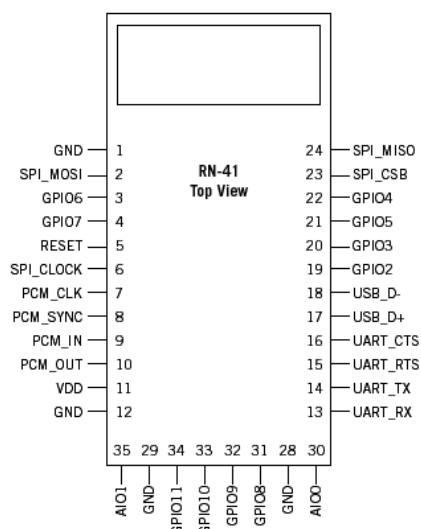 RN-41
Top View
GND 1
SPI_MOSI 2
GPIO6 3
GPIO7 4
RESET 5
SPI_CLOCK 6
PCM_CLK 7
PCM_SYNC 8
PCM_IN 9
PCM_OUT 10
VDD 11
GND 12
24 SPI_MISO
23 SPI_CSB
22 GPIO4
21 GPIO5
20 GPIO3
19 GPIO2
18 USB_D-
17 USB_D+
16 UART_CTS
15 UART_RTS
14 UART_TX
13 UART_RX
35 29 34 33 32 31 28 30
AIO1
GND
GPIO11
GPIO10
GPIO9
GPIO8
GND
AIO0